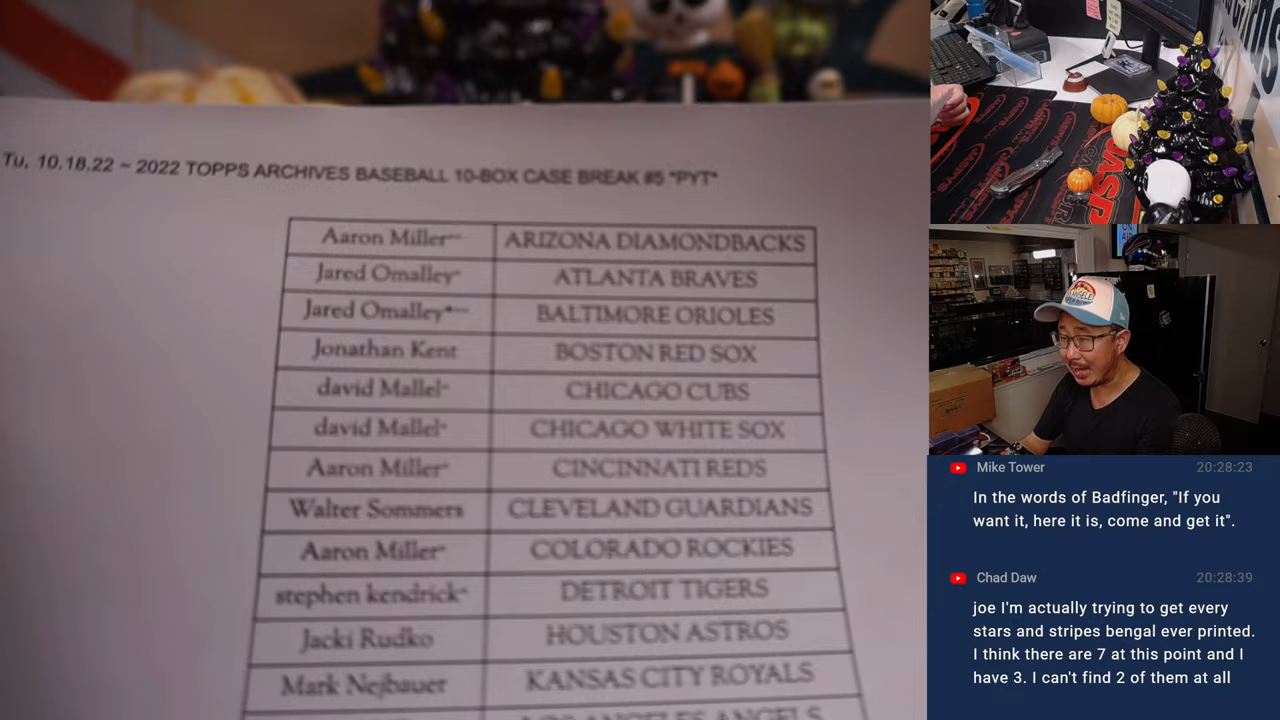 Tu, 10.18.22 ~ 2022 TOPPS ARCHIVES BASEBALL 10-BOX CASE BREAK #5 *PYT*
Aaron Miller~ ARIZONA DIAMONDBACKS
Jared Omalley~ ATLANTA BRAVES
Jared Omalley*~ BALTIMORE ORIOLES
Jonathan Kent BOSTON RED SOX
david Mallel~ CHICAGO CUBS
david Mallel~ CHICAGO WHITE SOX
Aaron Miller~ CINCINNATI REDS
Walter Sommers CLEVELAND GUARDIANS
Aaron Miller~ COLORADO ROCKIES
stephen kendrick~ DETROIT TIGERS
Jacki Rudko HOUSTON ASTROS
Mark Nejbauer KANSAS CITY ROYALS
LOS ANGELES ANGELS
Mike Tower 20:28:23
In the words of Badfinger, "If you
want it, here it is, come and get it".
Chad Daw 20:28:39
joe I'm actually trying to get every
stars and stripes bengal ever printed.
I think there are 7 at this point and I
have 3. I can't find 2 of them at all